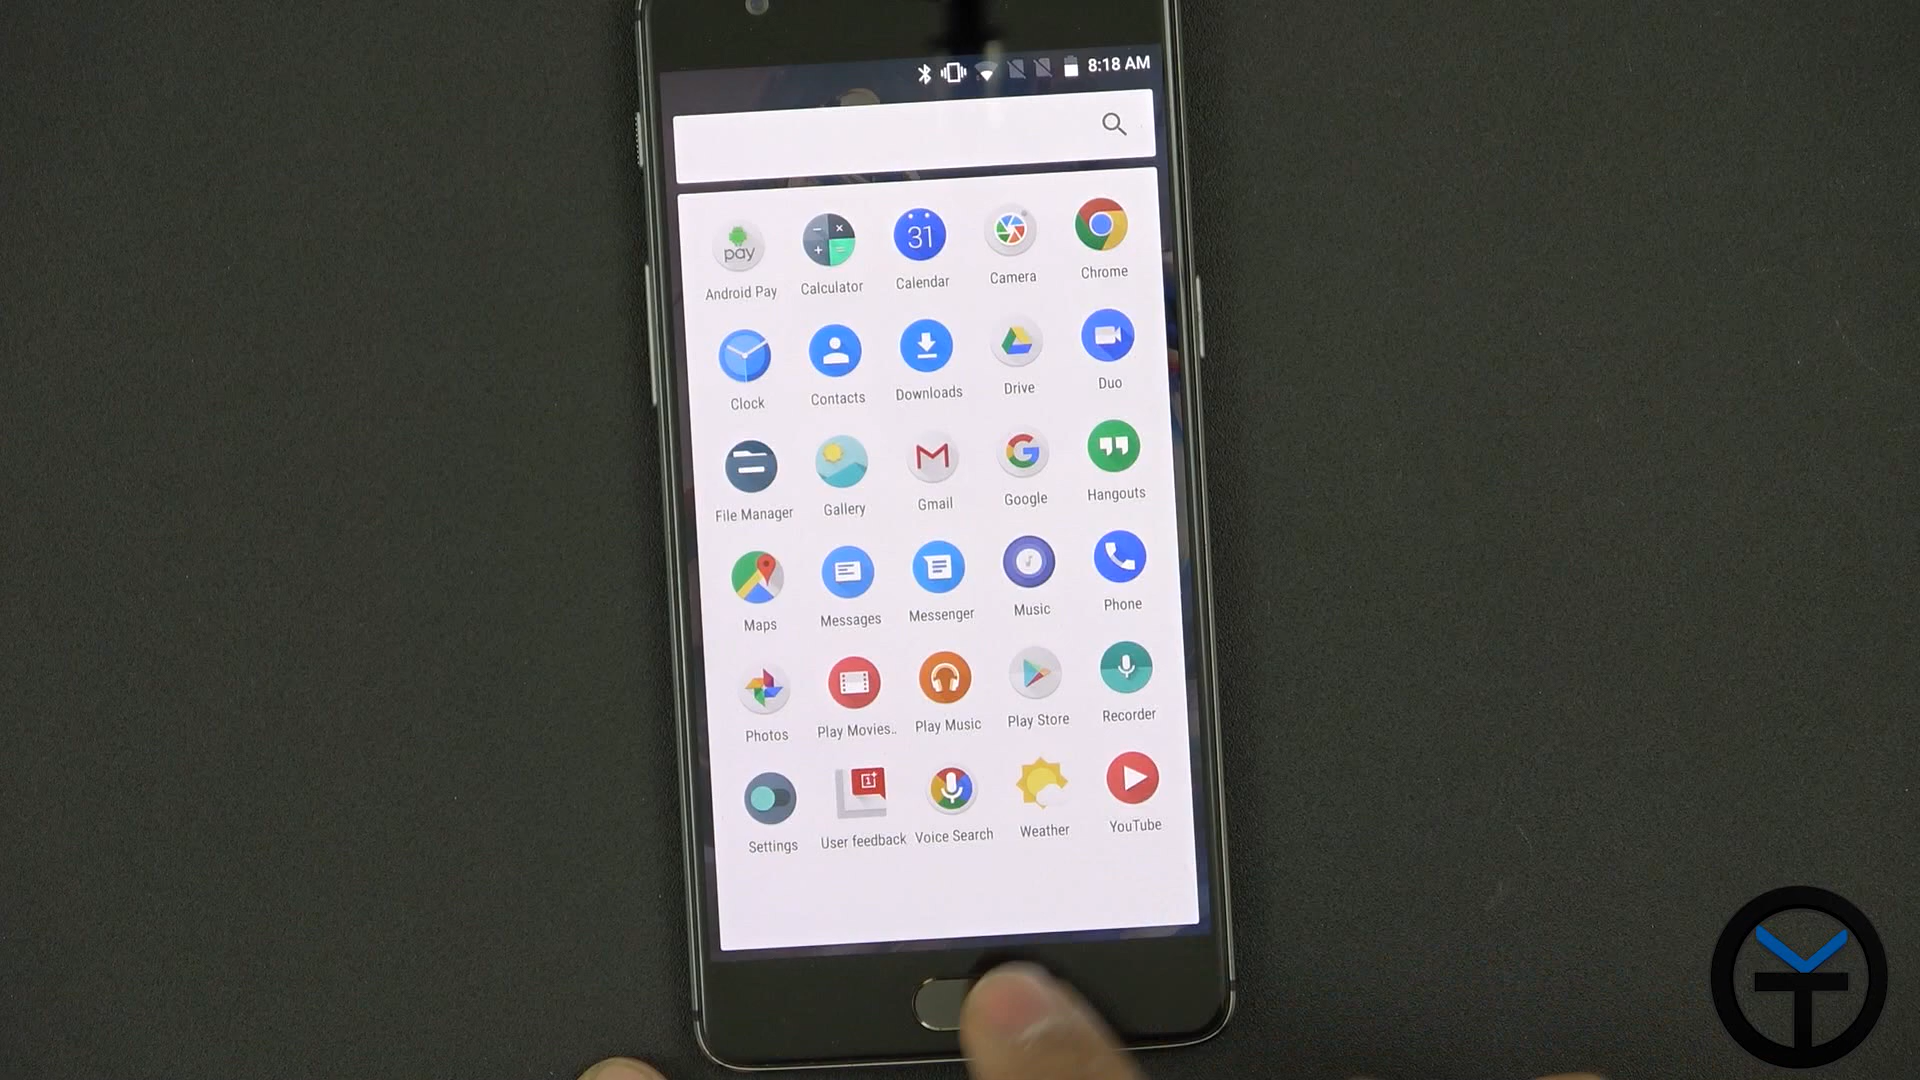 8:18 AM
pay
31
Android Pay
Calculator
Calendar
Camera
Chrome
Clock
Contacts
Downloads
Drive
Duo
File Manager
Gallery
Gmail
Google
Hangouts
Maps
Messages
Messenger
Music
Phone
Photos
Play Movies..
Play Music
Play Store
Recorder
Settings
User feedback
Voice Search
Weather
YouTube